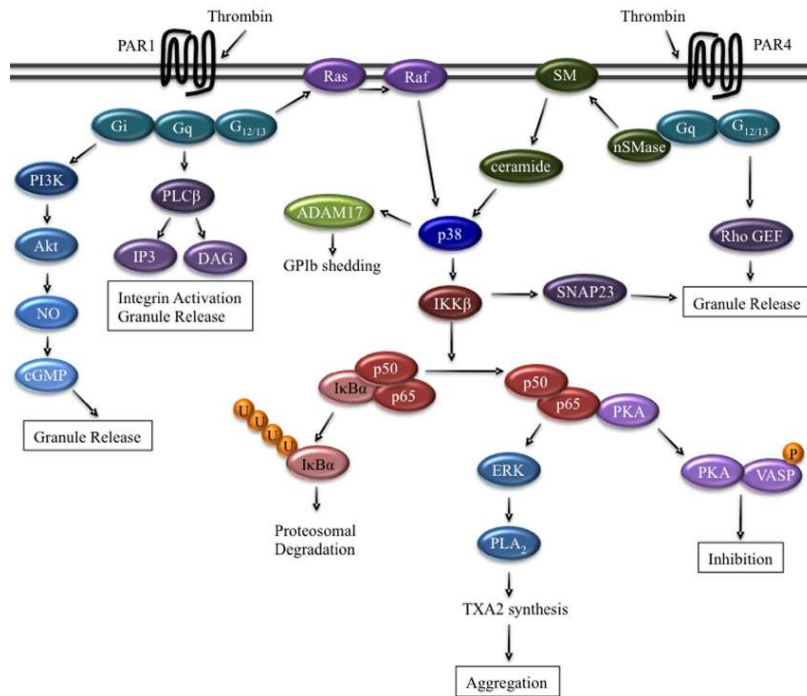 Thrombin
Thrombin
PAR1
PAR4
Ras
Raf
SM
Gi
Gq
G12/13
nSMase
Gq
G12/13
PI3K
PLCβ
ceramide
ADAM17
p38
Rho GEF
Akt
IP3
DAG
GPIb shedding
Integrin Activation
Granule Release
IKKβ
SNAP23
Granule Release
NO
cGMP
p50
IκBα
p65
p50
p65
PKA
Granule Release
U
U
U
U
IκBα
ERK
PKA
VASP
P
Proteosomal
Degradation
PLA2
Inhibition
TXA2 synthesis
Aggregation